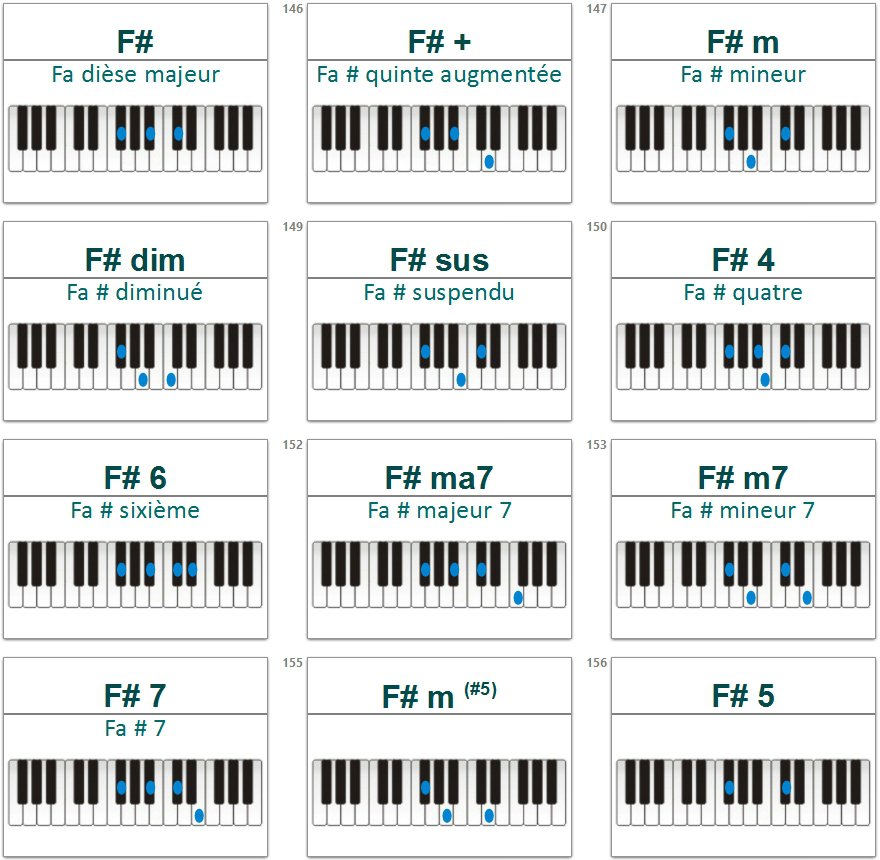 F#
Fa dièse majeur
146
F# +
Fa # quinte augmentée
147
F# m
Fa # mineur
F# dim
Fa # diminué
149
F# sus
Fa # suspendu
150
F# 4
Fa # quatre
F# 6
Fa # sixième
152
F# ma7
Fa # majeur 7
153
F# m7
Fa # mineur 7
F# 7
Fa # 7
155
F# m (#5)
156
F# 5